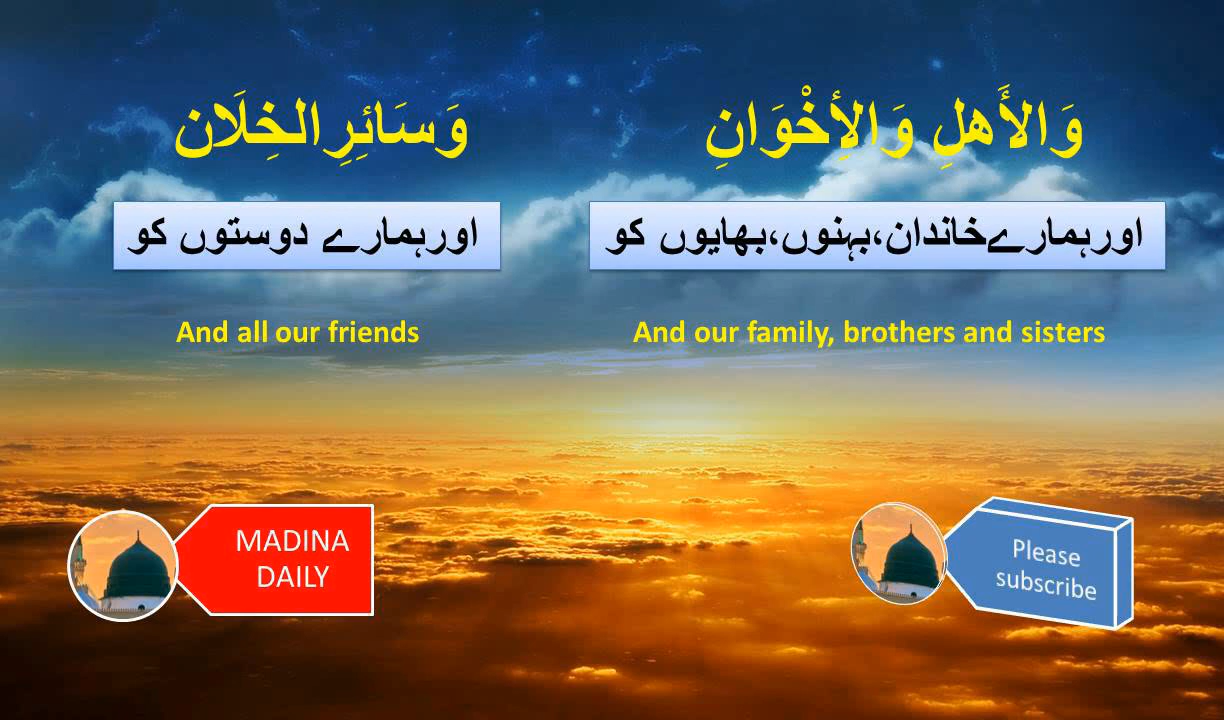 وَالأَهلِ وَالأِخْوَانِ
وَسَائِرِالخِلَان
اورہمارےخاندان،بہنوں،بھایوں کو
اورہمارے دوستوں کو
And our family, brothers and sisters
And all our friends
MADINA
DAILY
Please
subscribe